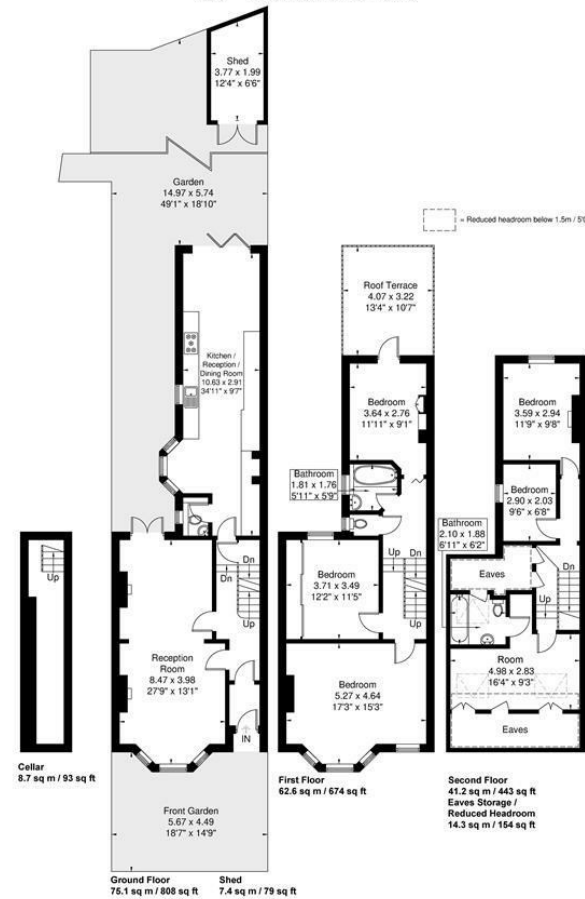 Shed
3.77 x 1.99
12'4" x 6'6"
Garden
14.97 x 5.74
49'1" x 18'10"
= Reduced headroom below 1.5m / 5'0
Roof Terrace
4.07 x 3.22
13'4" x 10'7"
Kitchen /
Reception /
Dining Room
10.63 x 2.91
34'11" x 9'7"
Bedroom
3.64 x 2.76
11'11" x 9'1"
Bedroom
3.59 x 2.94
11'9" x 9'8"
Bathroom
1.81 x 1.76
5'11" x 5'9"
Bedroom
2.90 x 2.03
9'6" x 6'8"
Bathroom
2.10 x 1.88
6'11" x 6'2"
Up
Dn
Dn
Up
Up
Dn
Up
Bedroom
3.71 x 3.49
12'2" x 11'5"
Eaves
Up
Dn
Reception
Room
8.47 x 3.98
27'9" x 13'1"
Bedroom
5.27 x 4.64
17'3" x 15'3"
Room
4.98 x 2.83
16'4" x 9'3"
Eaves
IN
Cellar
8.7 sq m / 93 sq ft
First Floor
62.6 sq m / 674 sq ft
Second Floor
41.2 sq m / 443 sq ft
Eaves Storage /
Reduced Headroom
14.3 sq m / 154 sq ft
Front Garden
5.67 x 4.49
18'7" x 14'9"
Ground Floor
75.1 sq m / 808 sq ft
Shed
7.4 sq m / 79 sq ft